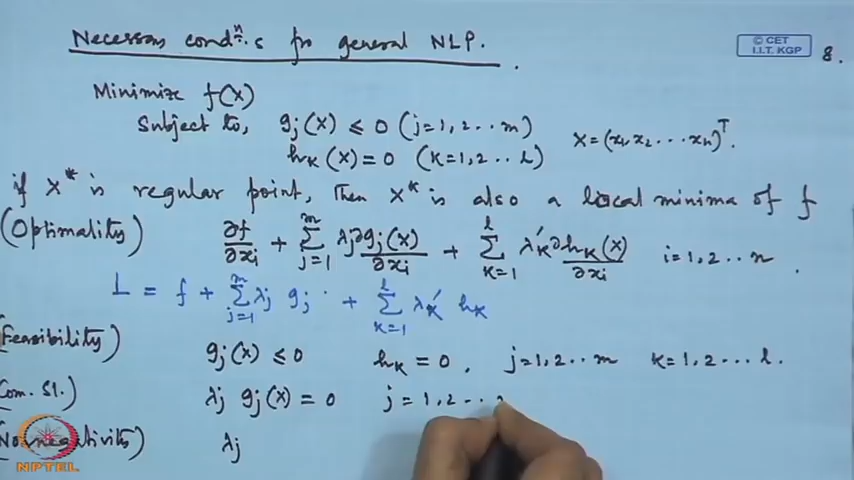 Necessary cond^n.s for general NLP.
© CET
I.I.T. KGP
8.
Minimize f(X)
Subject to, gj(X) ≤ 0 (j=1,2...m)
hK(X)=0 (K=1,2...l)
X=(x1, x2 ... xn)^T.
if X* is regular point, Then X* is also a local minima of f
(Optimality) ∂f/∂xi + Σ_{j=1}^{m} λj ∂gj(X)/∂xi + Σ_{K=1}^{l} λ'K ∂hK(X)/∂xi i=1,2..n.
L = f + Σ_{j=1}^{m} λj gj + Σ_{K=1}^{l} λ'K hK
(Feasibility) gj(X) ≤ 0 hK = 0, j=1,2..m K=1,2...l.
(Com. Sl.) λj gj(X) = 0 j=1,2...
(Nonnegativity) λj
NPTEL